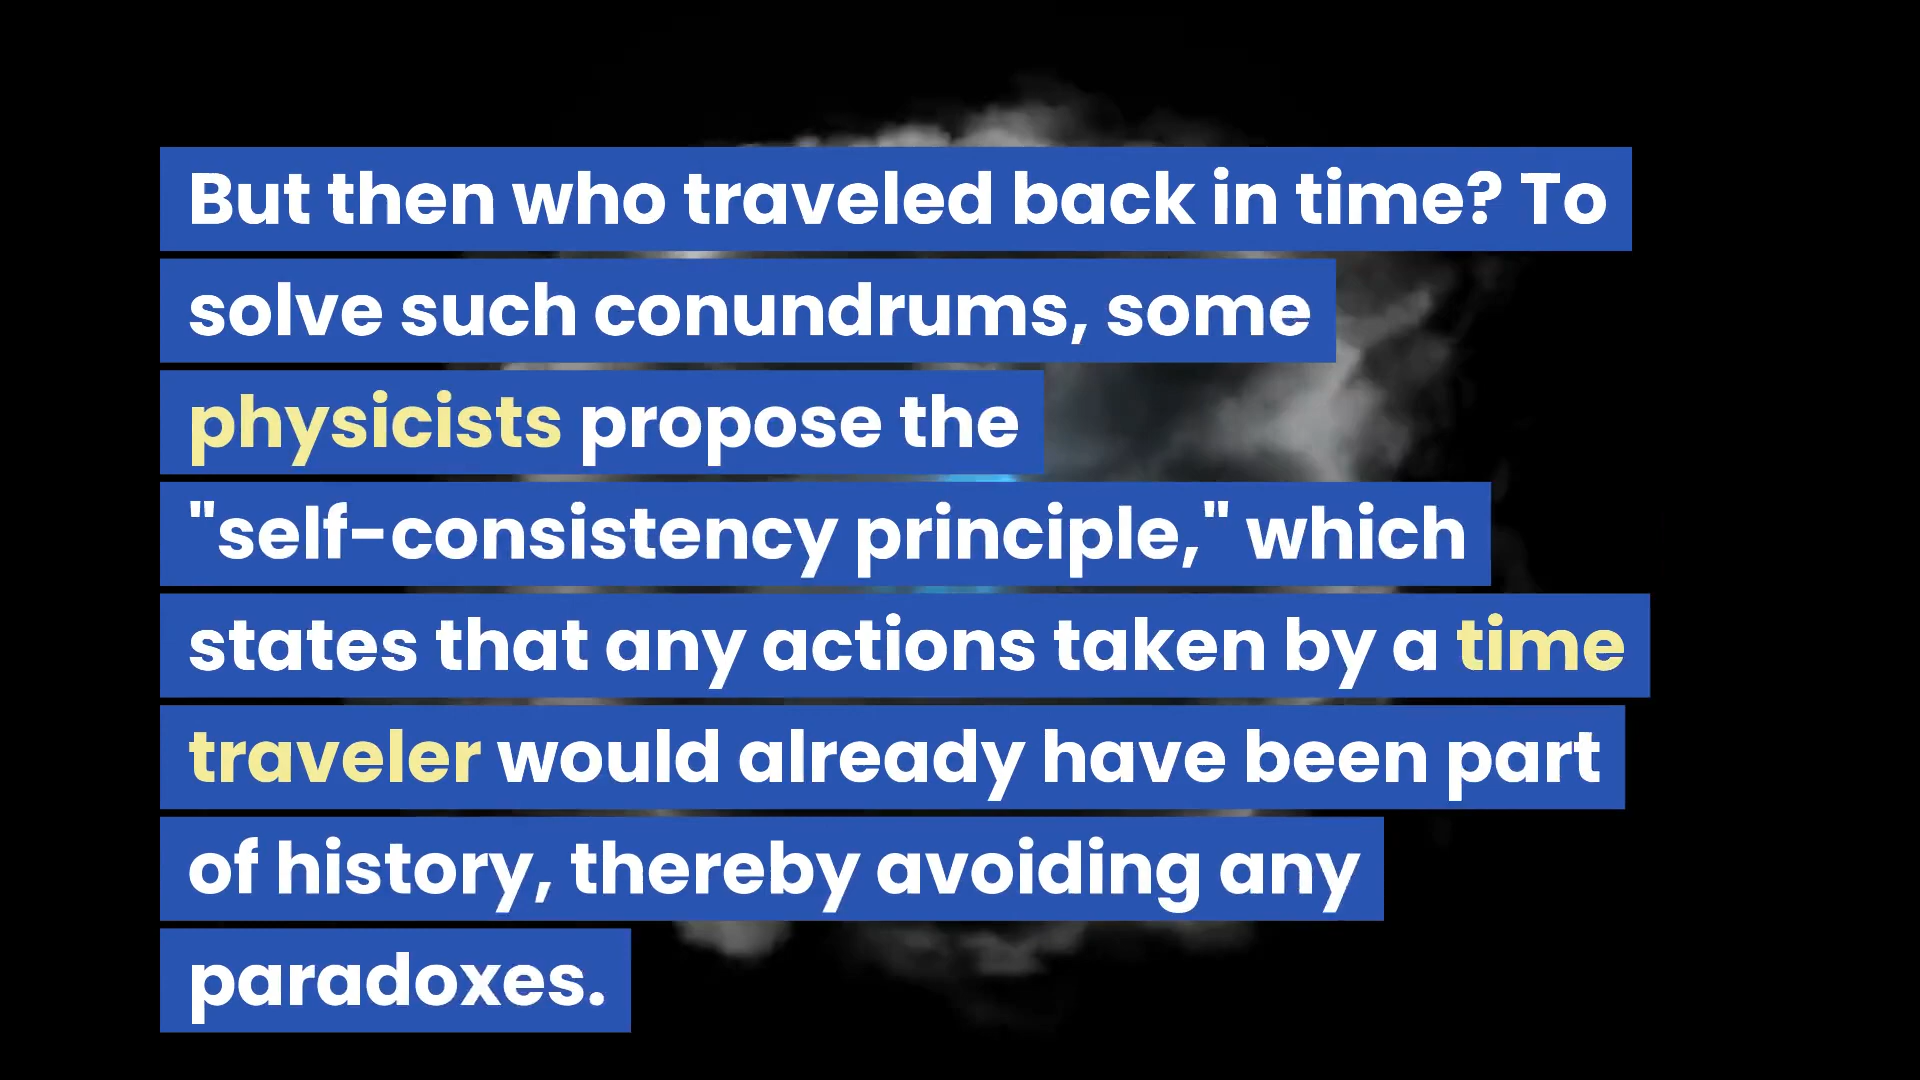 But then who traveled back in time? To
solve such conundrums, some
physicists propose the
"self-consistency principle," which
states that any actions taken by a time
traveler would already have been part
of history, thereby avoiding any
paradoxes.